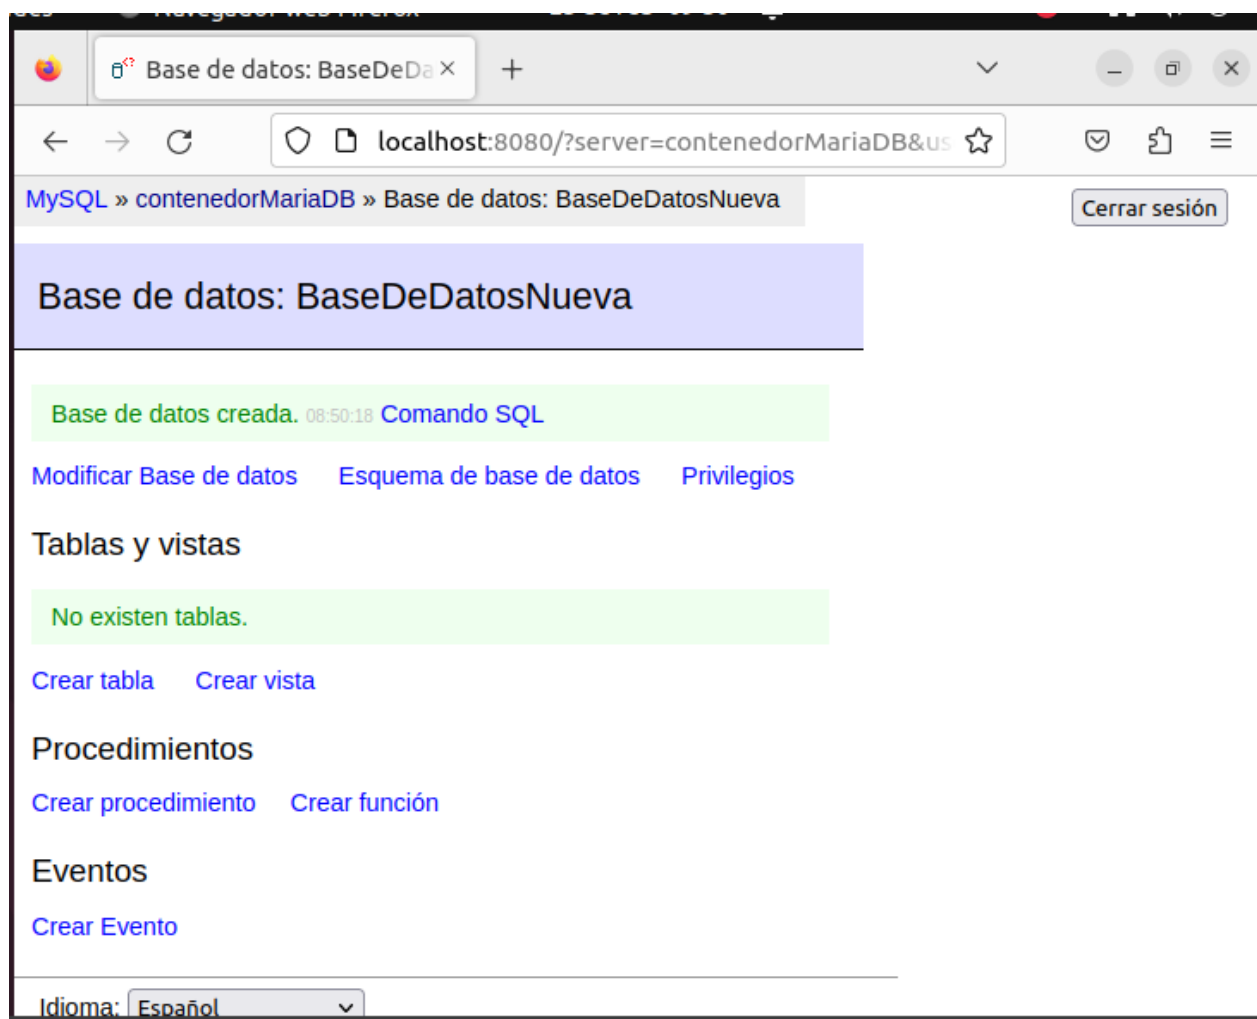 Base de datos: BaseDeDa
localhost:8080/?server=contenedorMariaDB&us
MySQL » contenedorMariaDB » Base de datos: BaseDeDatosNueva
Cerrar sesión
Base de datos: BaseDeDatosNueva
Base de datos creada. 08:50:18 Comando SQL
Modificar Base de datos Esquema de base de datos Privilegios
Tablas y vistas
No existen tablas.
Crear tabla Crear vista
Procedimientos
Crear procedimiento Crear función
Eventos
Crear Evento
Idioma: Español